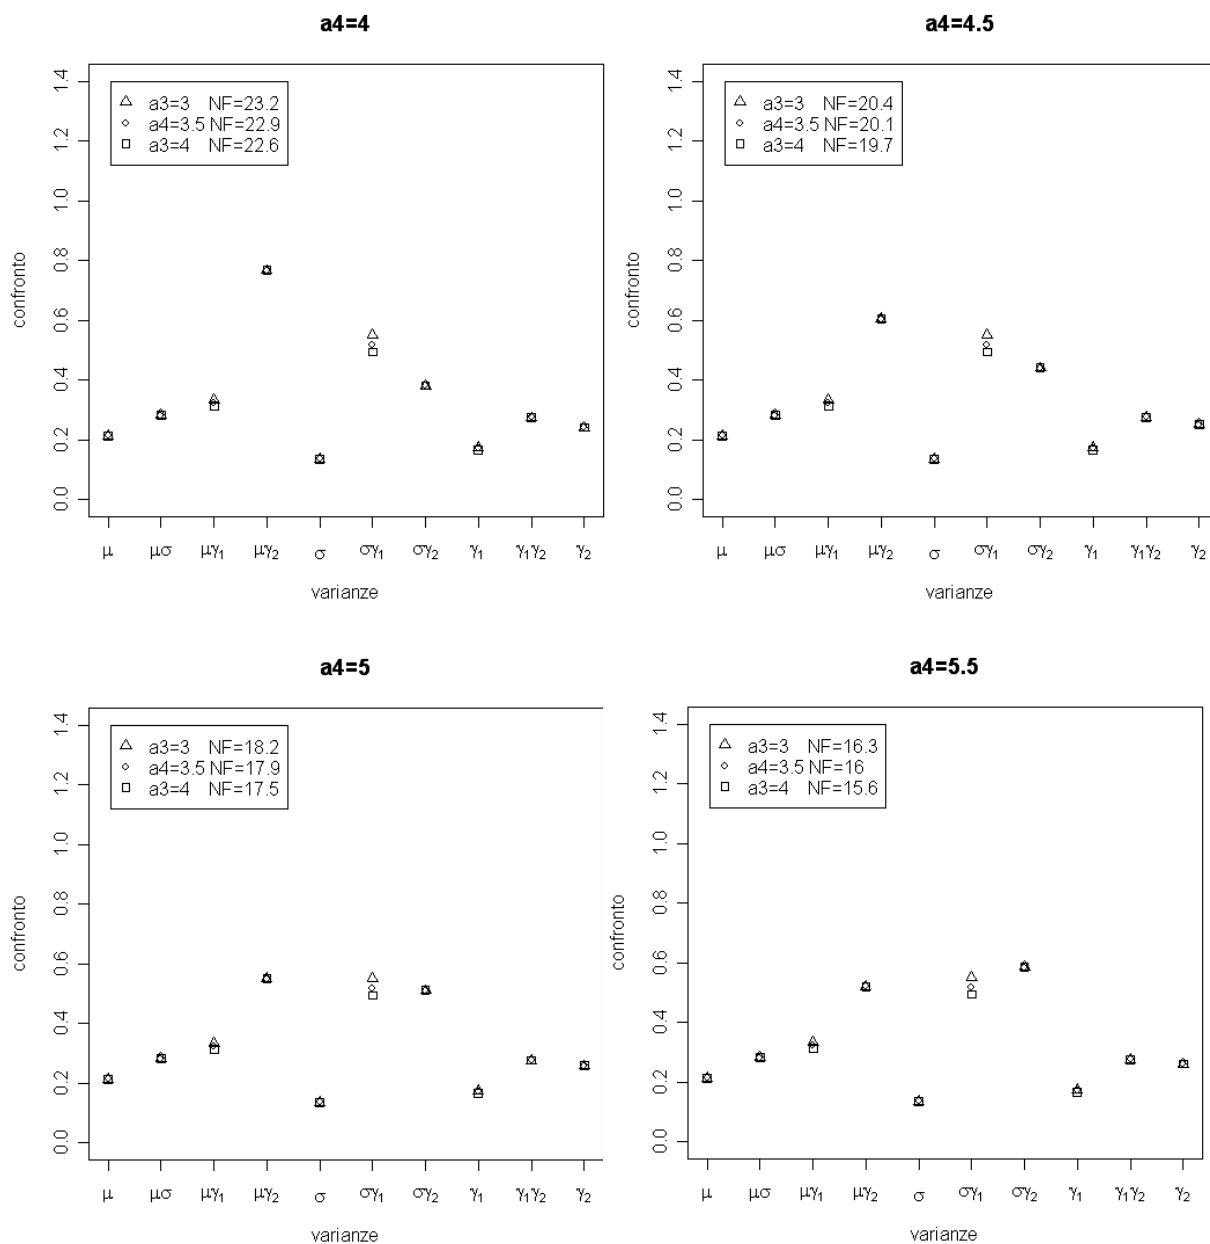 a4=4
1.4
1.2
1.0
0.8
0.6
0.4
0.2
0.0
confronto
a3=3 NF=23.2
a4=3.5 NF=22.9
a3=4 NF=22.6
μ μσ μγ1 μγ2 σ σγ1 σγ2 γ1 γ1γ2 γ2
varianze
a4=4.5
1.4
1.2
1.0
0.8
0.6
0.4
0.2
0.0
confronto
a3=3 NF=20.4
a4=3.5 NF=20.1
a3=4 NF=19.7
μ μσ μγ1 μγ2 σ σγ1 σγ2 γ1 γ1γ2 γ2
varianze
a4=5
1.4
1.2
1.0
0.8
0.6
0.4
0.2
0.0
confronto
a3=3 NF=18.2
a4=3.5 NF=17.9
a3=4 NF=17.5
μ μσ μγ1 μγ2 σ σγ1 σγ2 γ1 γ1γ2 γ2
varianze
a4=5.5
1.4
1.2
1.0
0.8
0.6
0.4
0.2
0.0
confronto
a3=3 NF=16.3
a4=3.5 NF=16
a3=4 NF=15.6
μ μσ μγ1 μγ2 σ σγ1 σγ2 γ1 γ1γ2 γ2
varianze